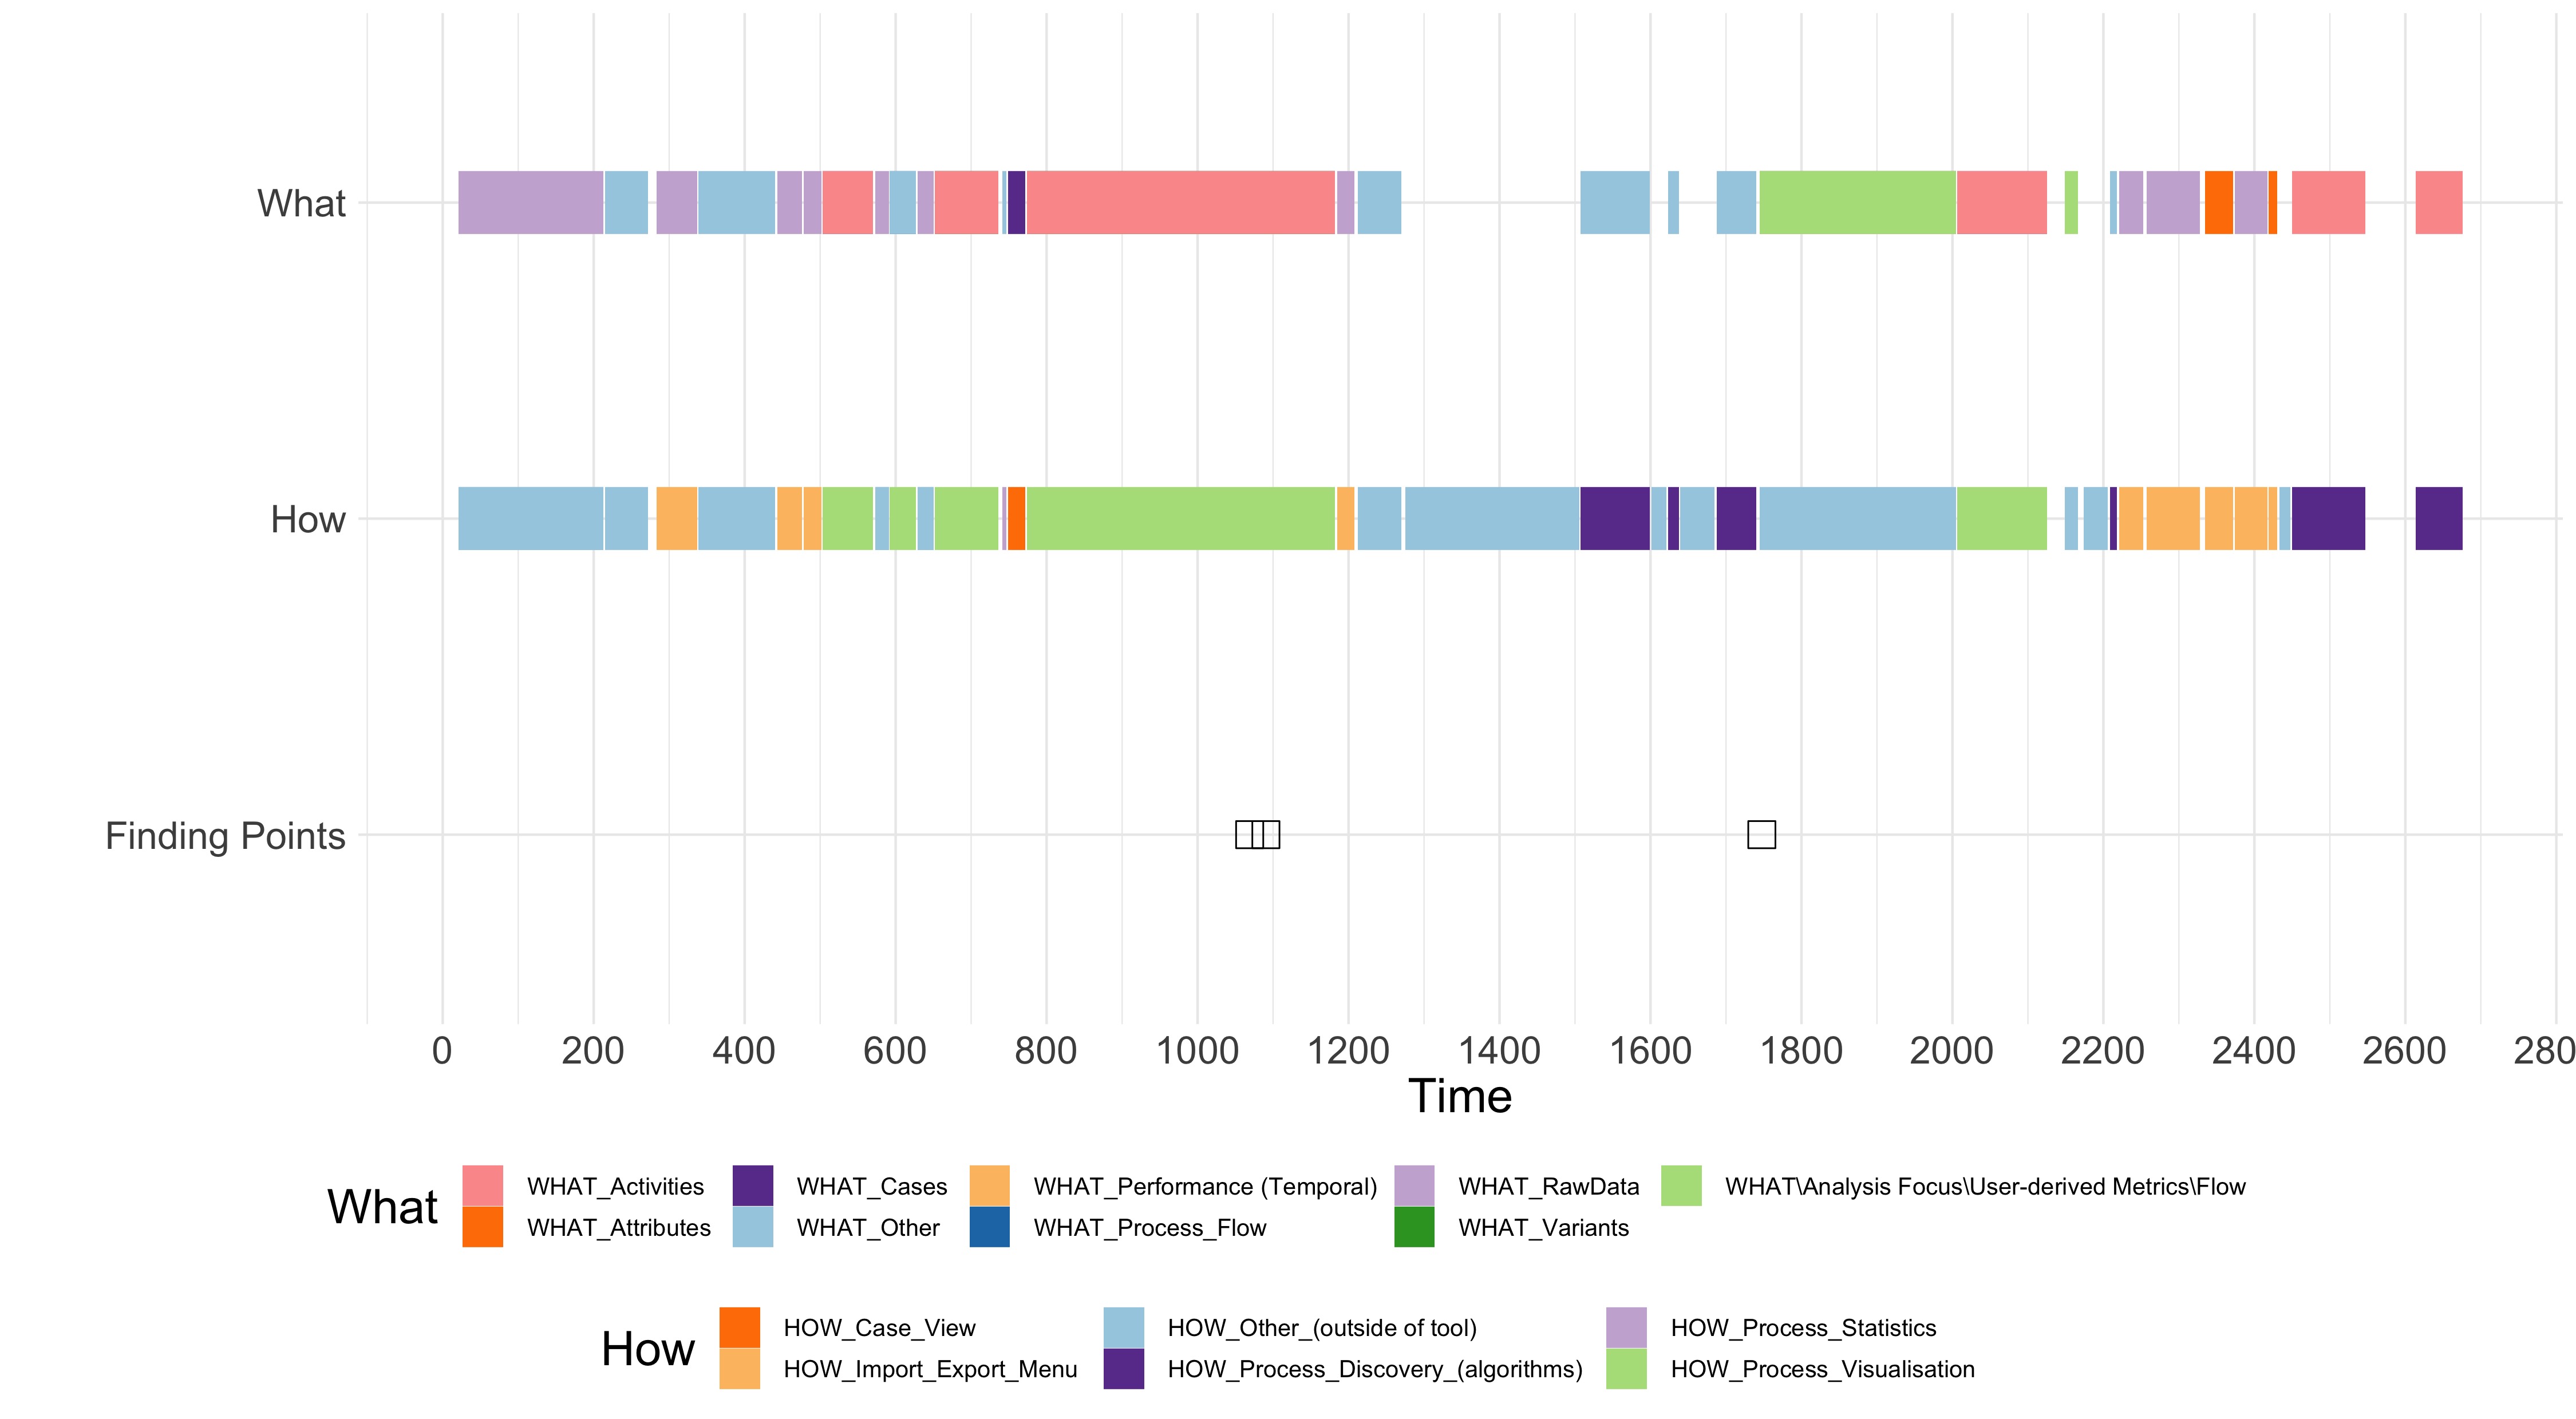 What
How
Finding Points
0 200 400 600 800 1000 1200 1400 1600 1800 2000 2200 2400 2600 280
Time
What
WHAT_Activities WHAT_Cases WHAT_Performance (Temporal) WHAT_RawData WHAT\Analysis Focus\User-derived Metrics\Flow
WHAT_Attributes WHAT_Other WHAT_Process_Flow WHAT_Variants
How
HOW_Case_View HOW_Other_(outside of tool) HOW_Process_Statistics
HOW_Import_Export_Menu HOW_Process_Discovery_(algorithms) HOW_Process_Visualisation